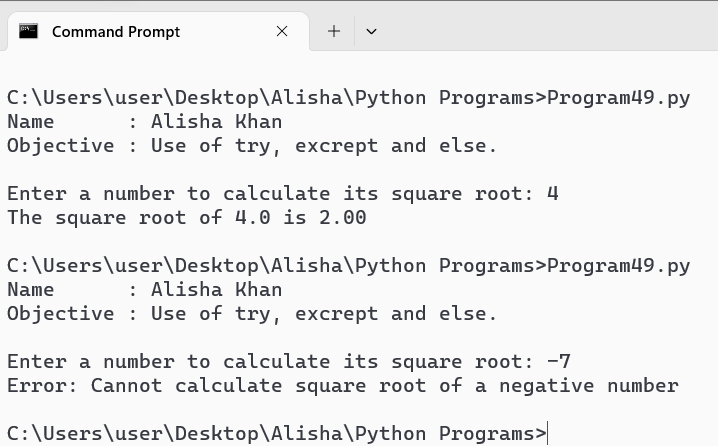 Command Prompt
C:\Users\user\Desktop\Alisha\Python Programs>Program49.py
Name      : Alisha Khan
Objective : Use of try, excrept and else.
Enter a number to calculate its square root: 4
The square root of 4.0 is 2.00
C:\Users\user\Desktop\Alisha\Python Programs>Program49.py
Name      : Alisha Khan
Objective : Use of try, excrept and else.
Enter a number to calculate its square root: -7
Error: Cannot calculate square root of a negative number
C:\Users\user\Desktop\Alisha\Python Programs>